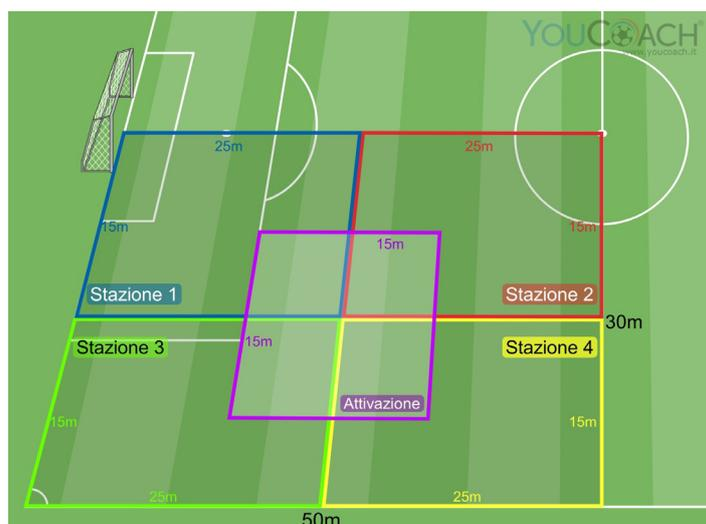 YOUCOACH®
www.youcoach.it
25m
25m
15m
15m
15m
Stazione 1
Stazione 2
30m
15m
Stazione 3
Stazione 4
Attivazione
15m
15m
25m
25m
50m